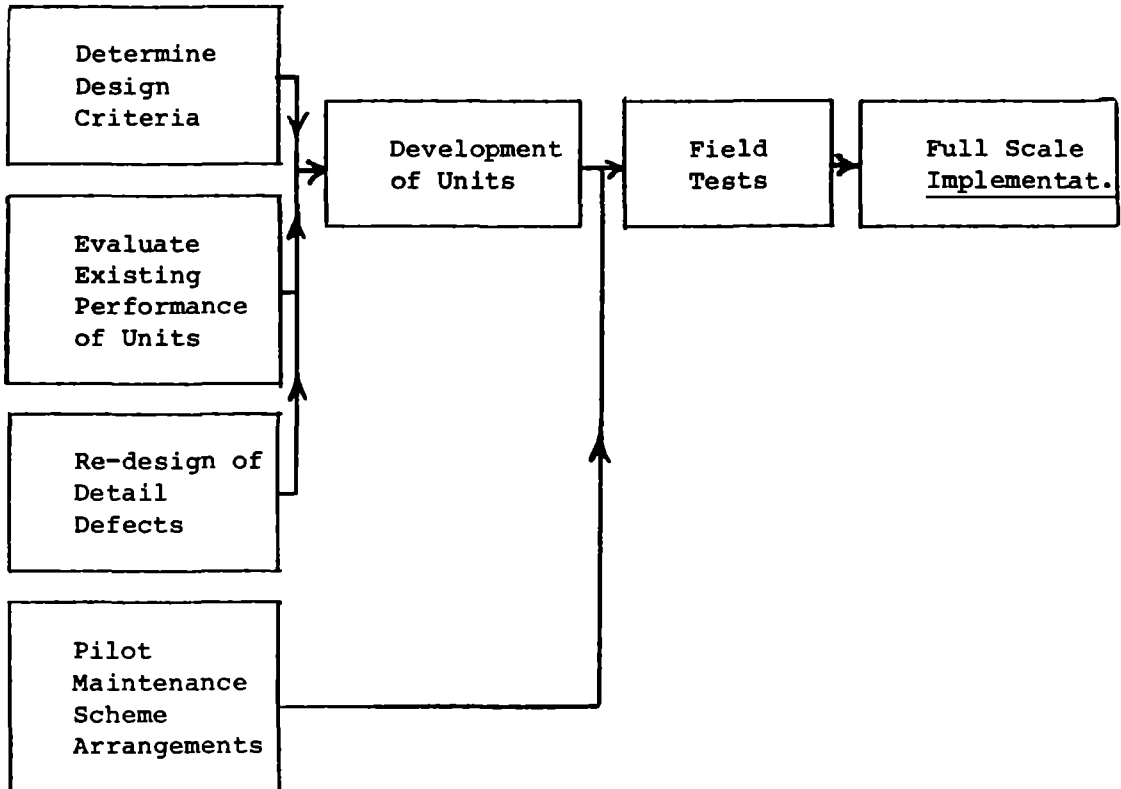 Determine
Design
Criteria
Evaluate
Existing
Performance
of Units
Re-design of
Detail
Defects
Pilot
Maintenance
Scheme
Arrangements
Development
of Units
Field
Tests
Full Scale
Implementat.